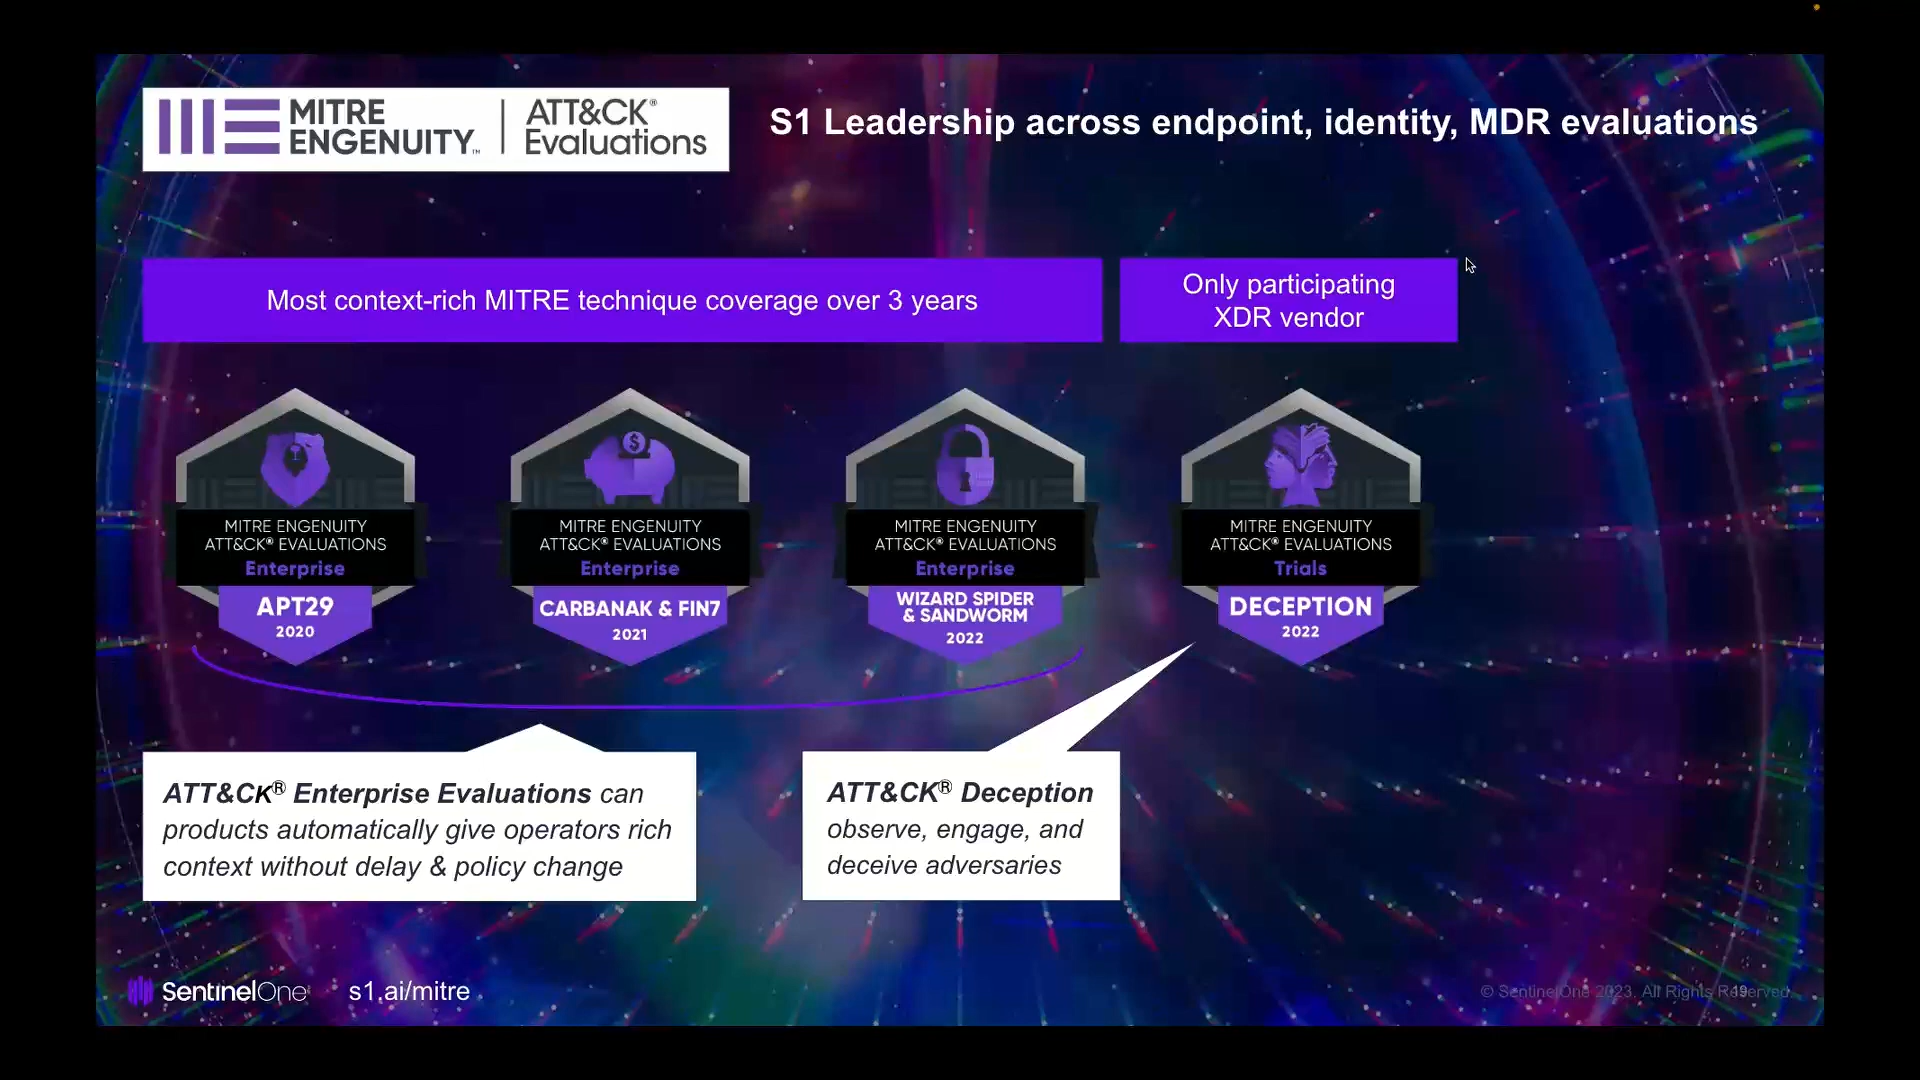 MITRE
ENGENUITY™
ATT&CK®
Evaluations
S1 Leadership across endpoint, identity, MDR evaluations
Most context-rich MITRE technique coverage over 3 years
Only participating
XDR vendor
MITRE ENGENUITY
ATT&CK® EVALUATIONS
Enterprise
APT29
2020
MITRE ENGENUITY
ATT&CK® EVALUATIONS
Enterprise
CARBANAK & FIN7
2021
MITRE ENGENUITY
ATT&CK® EVALUATIONS
Enterprise
WIZARD SPIDER
& SANDWORM
2022
MITRE ENGENUITY
ATT&CK® EVALUATIONS
Trials
DECEPTION
2022
ATT&CK® Enterprise Evaluations can
products automatically give operators rich
context without delay & policy change
ATT&CK® Deception
observe, engage, and
deceive adversaries
SentinelOne
s1.ai/mitre
© SentinelOne 2023. All Rights Reserved.
19